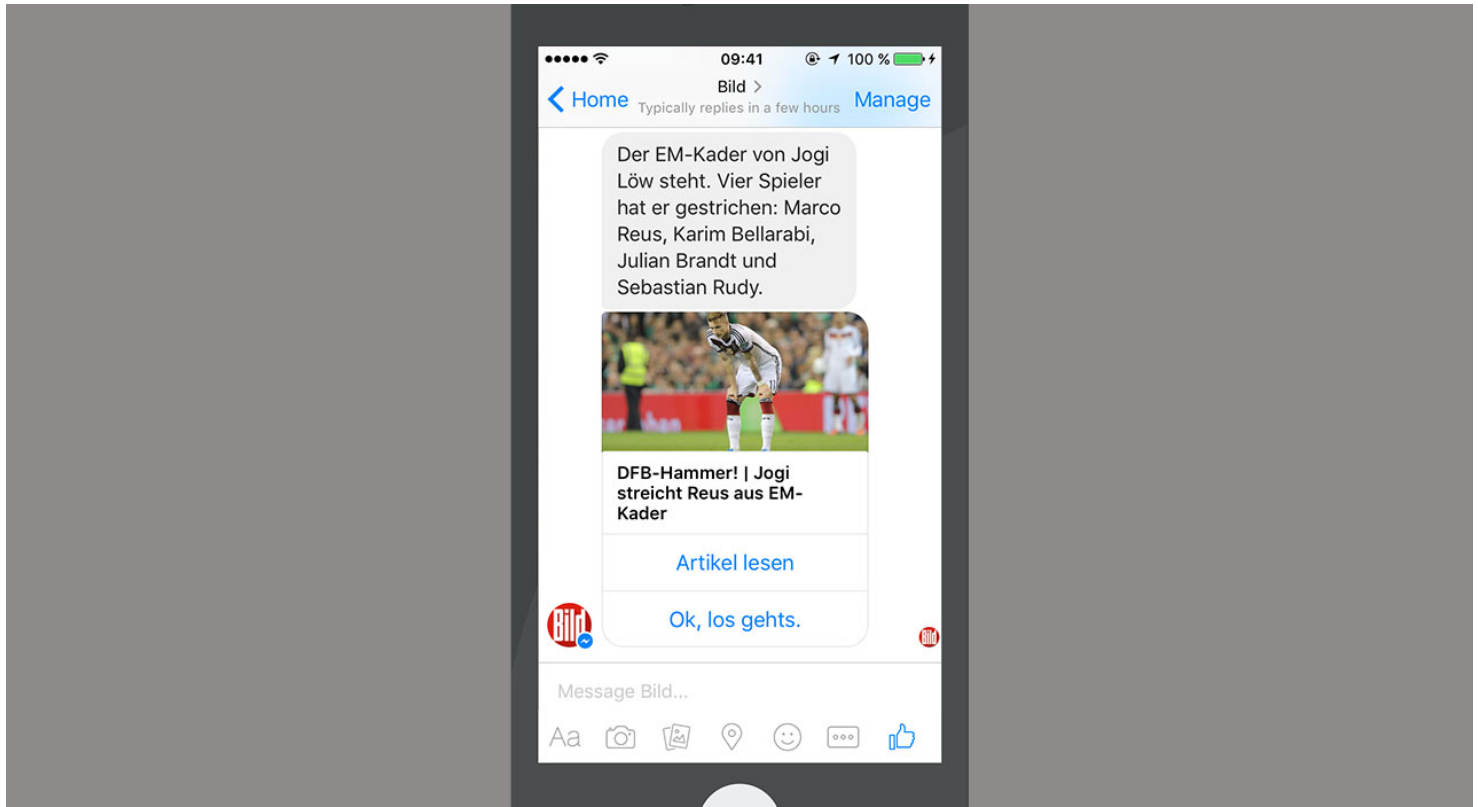 09:41
100 %
Home
Bild >
Typically replies in a few hours
Manage
Der EM-Kader von Jogi
Löw steht. Vier Spieler
hat er gestrichen: Marco
Reus, Karim Bellarabi,
Julian Brandt und
Sebastian Rudy.
11
DFB-Hammer! | Jogi
streicht Reus aus EM-
Kader
Artikel lesen
Ok, los gehts.
Bild
Bild
Message Bild...
Aa